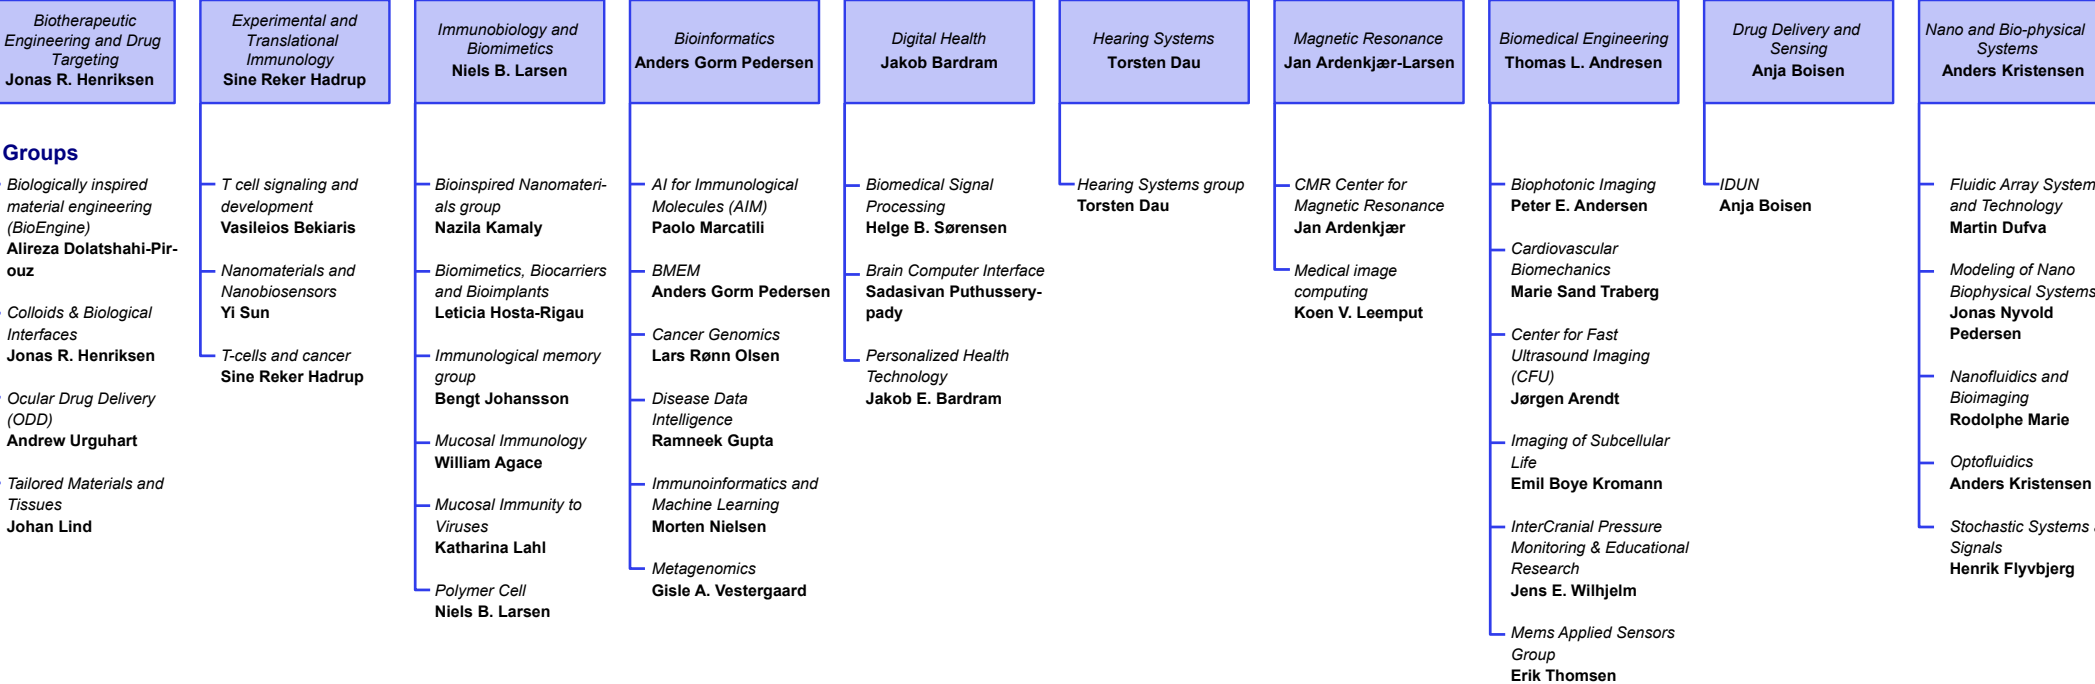 Biotherapeutic
Engineering and Drug
Targeting
Jonas R. Henriksen
Experimental and
Translational
Immunology
Sine Reker Hadrup
Immunobiology and
Biomimetics
Niels B. Larsen
Bioinformatics
Anders Gorm Pedersen
Digital Health
Jakob Bardram
Hearing Systems
Torsten Dau
Magnetic Resonance
Jan Ardenkjær-Larsen
Biomedical Engineering
Thomas L. Andresen
Drug Delivery and
Sensing
Anja Boisen
Nano and Bio-physical
Systems
Anders Kristensen
Groups
Biologically inspired
material engineering
(BioEngine)
Alireza Dolatshahi-Pir-
ouz
Colloids & Biological
Interfaces
Jonas R. Henriksen
Ocular Drug Delivery
(ODD)
Andrew Urguhart
Tailored Materials and
Tissues
Johan Lind
T cell signaling and
development
Vasileios Bekiaris
Nanomaterials and
Nanobiosensors
Yi Sun
T-cells and cancer
Sine Reker Hadrup
Bioinspired Nanomateri-
als group
Nazila Kamaly
Biomimetics, Biocarriers
and Bioimplants
Leticia Hosta-Rigau
Immunological memory
group
Bengt Johansson
Mucosal Immunology
William Agace
Mucosal Immunity to
Viruses
Katharina Lahl
Polymer Cell
Niels B. Larsen
AI for Immunological
Molecules (AIM)
Paolo Marcatili
BMEM
Anders Gorm Pedersen
Cancer Genomics
Lars Rønn Olsen
Disease Data
Intelligence
Ramneek Gupta
Immunoinformatics and
Machine Learning
Morten Nielsen
Metagenomics
Gisle A. Vestergaard
Biomedical Signal
Processing
Helge B. Sørensen
Brain Computer Interface
Sadasivan Puthussery-
pady
Personalized Health
Technology
Jakob E. Bardram
Hearing Systems group
Torsten Dau
CMR Center for
Magnetic Resonance
Jan Ardenkjær
Medical image
computing
Koen V. Leemput
Biophotonic Imaging
Peter E. Andersen
Cardiovascular
Biomechanics
Marie Sand Traberg
Center for Fast
Ultrasound Imaging
(CFU)
Jørgen Arendt
Imaging of Subcellular
Life
Emil Boye Kromann
InterCranial Pressure
Monitoring & Educational
Research
Jens E. Wilhjelm
Mems Applied Sensors
Group
Erik Thomsen
IDUN
Anja Boisen
Fluidic Array System
and Technology
Martin Dufva
Modeling of Nano
Biophysical Systems
Jonas Nyvold
Pedersen
Nanofluidics and
Bioimaging
Rodolphe Marie
Optofluidics
Anders Kristensen
Stochastic Systems
Signals
Henrik Flyvbjerg